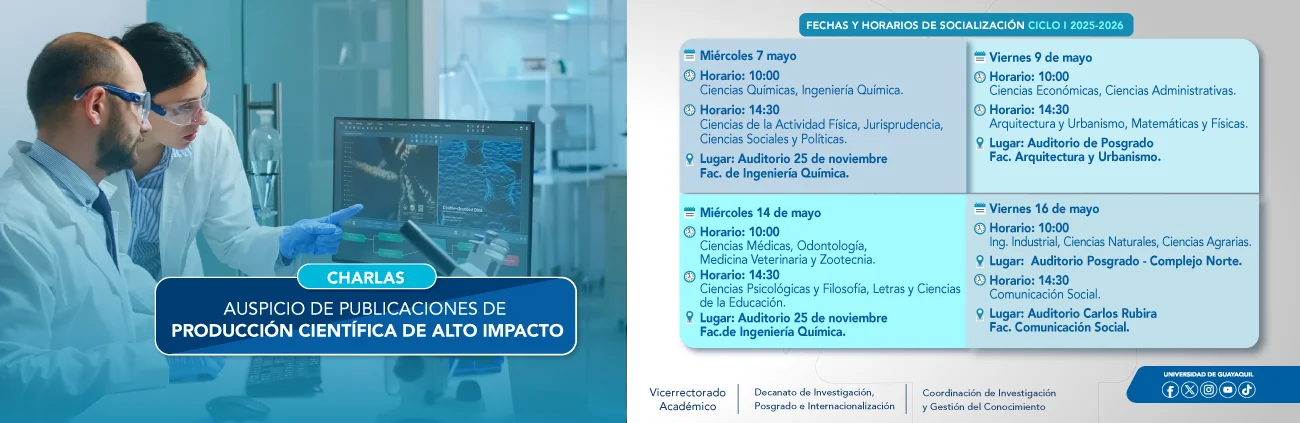 CHARLAS
AUSPICIO DE PUBLICACIONES DE
PRODUCCIÓN CIENTÍFICA DE ALTO IMPACTO
FECHAS Y HORARIOS DE SOCIALIZACIÓN CICLO I 2025-2026
Miércoles 7 mayo
Horario: 10:00
Ciencias Químicas, Ingeniería Química.
Horario: 14:30
Ciencias de la Actividad Física, Jurisprudencia,
Ciencias Sociales y Políticas.
Lugar: Auditorio 25 de noviembre
Fac. de Ingeniería Química.
Viernes 9 de mayo
Horario: 10:00
Ciencias Económicas, Ciencias Administrativas.
Horario: 14:30
Arquitectura y Urbanismo, Matemáticas y Físicas.
Lugar: Auditorio de Posgrado
Fac. Arquitectura y Urbanismo.
Miércoles 14 de mayo
Horario: 10:00
Ciencias Médicas, Odontología,
Medicina Veterinaria y Zootecnia.
Horario: 14:30
Ciencias Psicológicas y Filosofía, Letras y Ciencias
de la Educación.
Lugar: Auditorio 25 de noviembre
Fac.de Ingeniería Química.
Viernes 16 de mayo
Horario: 10:00
Ing. Industrial, Ciencias Naturales, Ciencias Agrarias.
Lugar: Auditorio Posgrado - Complejo Norte.
Horario: 14:30
Comunicación Social.
Lugar: Auditorio Carlos Rubira
Fac. Comunicación Social.
Vicerrectorado
Académico
Decanato de Investigación,
Posgrado e Internacionalización
Coordinación de Investigación
y Gestión del Conocimiento
UNIVERSIDAD DE GUAYAQUIL